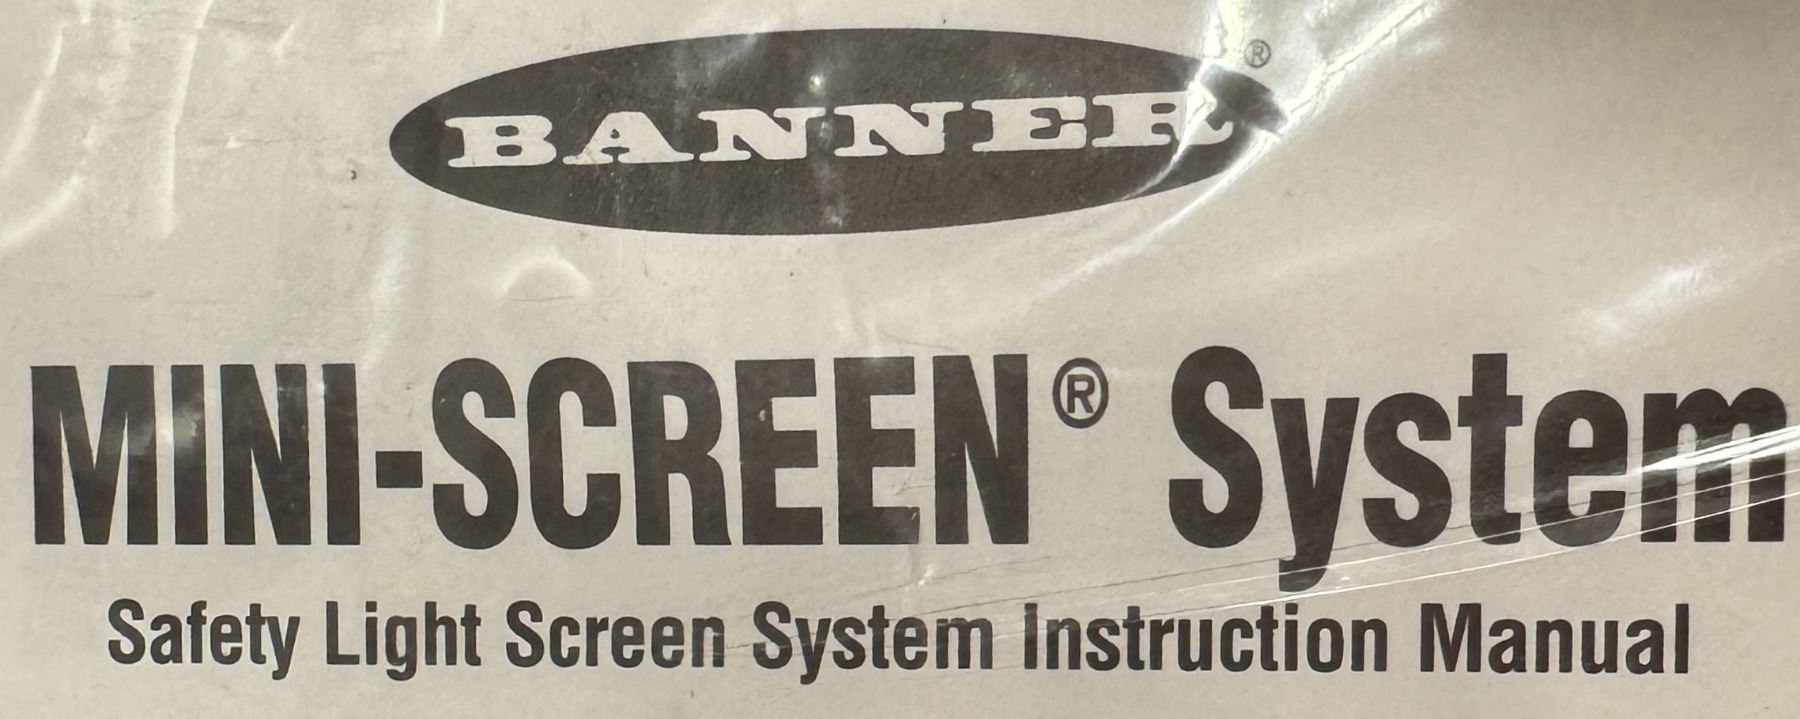 BANNER®
MINI-SCREEN® System
Safety Light Screen System Instruction Manual